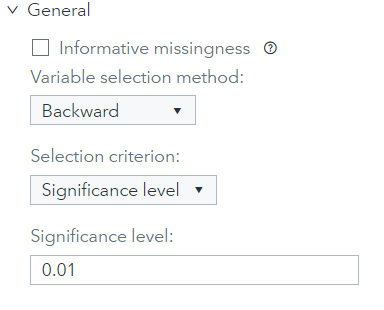 General
Informative missingness
Variable selection method:
Backward
Selection criterion:
Significance level
Significance level:
0.01